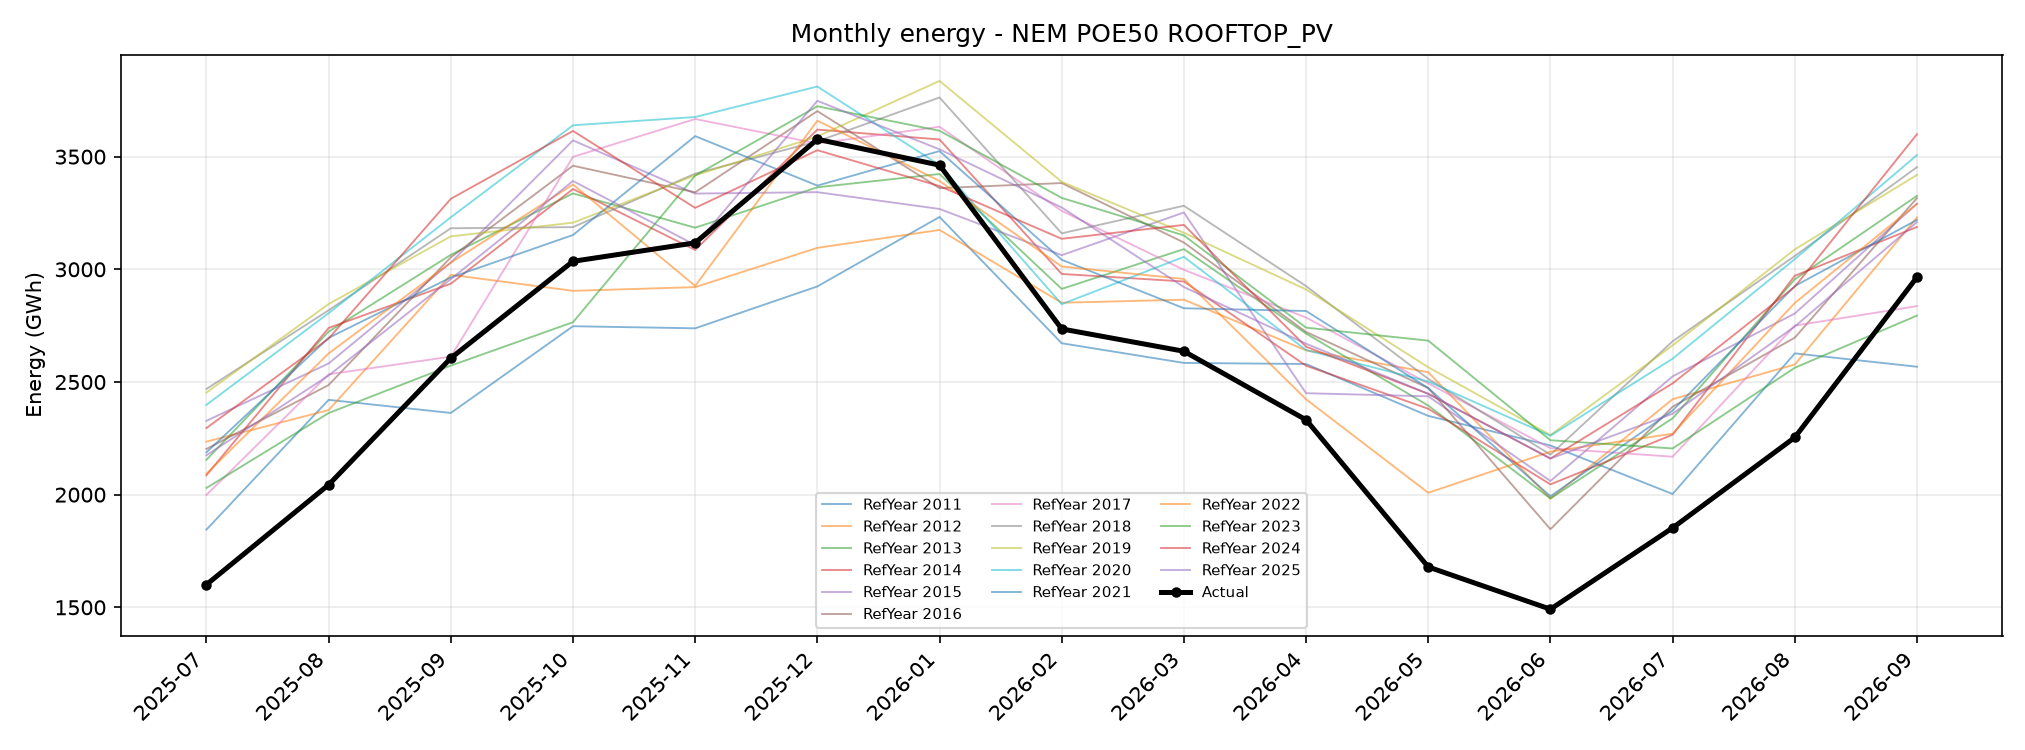 Monthly energy - NEM POE50 ROOFTOP_PV
Energy (GWh)
3500
3000
2500
2000
1500
RefYear 2011
RefYear 2012
RefYear 2013
RefYear 2014
RefYear 2015
RefYear 2016
RefYear 2017
RefYear 2018
RefYear 2019
RefYear 2020
RefYear 2021
RefYear 2022
RefYear 2023
RefYear 2024
RefYear 2025
Actual
2025-07
2025-08
2025-09
2025-10
2025-11
2025-12
2026-01
2026-02
2026-03
2026-04
2026-05
2026-06
2026-07
2026-08
2026-09